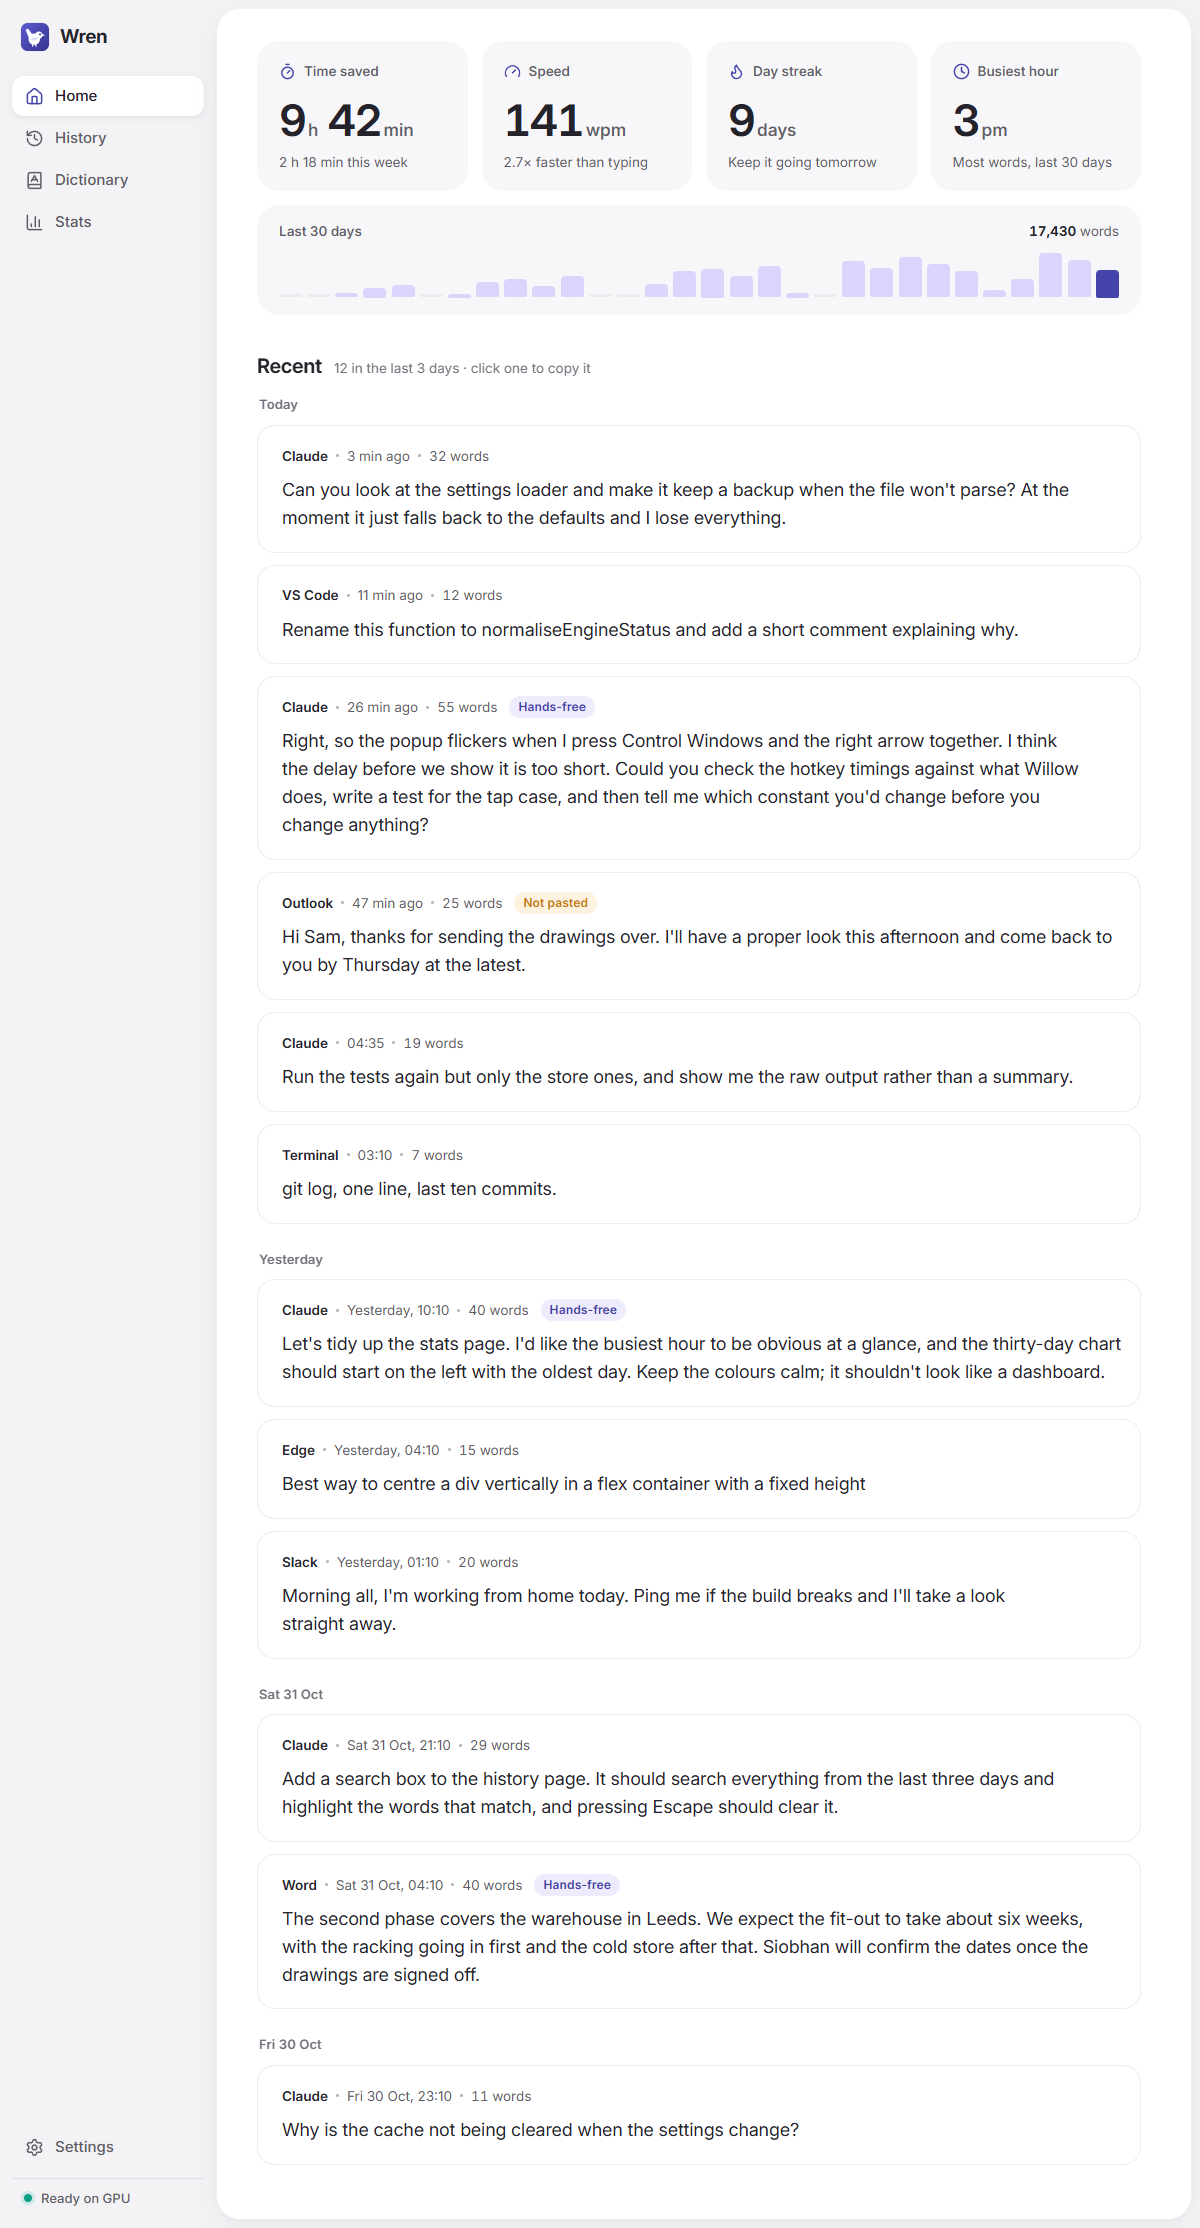 Wren
Home
History
Dictionary
Stats
Settings
Ready on GPU
Time saved
9h 42min
2 h 18 min this week
Speed
141wpm
2.7× faster than typing
Day streak
9days
Keep it going tomorrow
Busiest hour
3pm
Most words, last 30 days
Last 30 days
17,430 words
Recent 12 in the last 3 days · click one to copy it
Today
Claude · 3 min ago · 32 words
Can you look at the settings loader and make it keep a backup when the file won't parse? At the
moment it just falls back to the defaults and I lose everything.
VS Code · 11 min ago · 12 words
Rename this function to normaliseEngineStatus and add a short comment explaining why.
Claude · 26 min ago · 55 words Hands-free
Right, so the popup flickers when I press Control Windows and the right arrow together. I think
the delay before we show it is too short. Could you check the hotkey timings against what Willow
does, write a test for the tap case, and then tell me which constant you'd change before you
change anything?
Outlook · 47 min ago · 25 words Not pasted
Hi Sam, thanks for sending the drawings over. I'll have a proper look this afternoon and come back to
you by Thursday at the latest.
Claude · 04:35 · 19 words
Run the tests again but only the store ones, and show me the raw output rather than a summary.
Terminal · 03:10 · 7 words
git log, one line, last ten commits.
Yesterday
Claude · Yesterday, 10:10 · 40 words Hands-free
Let's tidy up the stats page. I'd like the busiest hour to be obvious at a glance, and the thirty-day chart
should start on the left with the oldest day. Keep the colours calm; it shouldn't look like a dashboard.
Edge · Yesterday, 04:10 · 15 words
Best way to centre a div vertically in a flex container with a fixed height
Slack · Yesterday, 01:10 · 20 words
Morning all, I'm working from home today. Ping me if the build breaks and I'll take a look
straight away.
Sat 31 Oct
Claude · Sat 31 Oct, 21:10 · 29 words
Add a search box to the history page. It should search everything from the last three days and
highlight the words that match, and pressing Escape should clear it.
Word · Sat 31 Oct, 04:10 · 40 words Hands-free
The second phase covers the warehouse in Leeds. We expect the fit-out to take about six weeks,
with the racking going in first and the cold store after that. Siobhan will confirm the dates once the
drawings are signed off.
Fri 30 Oct
Claude · Fri 30 Oct, 23:10 · 11 words
Why is the cache not being cleared when the settings change?